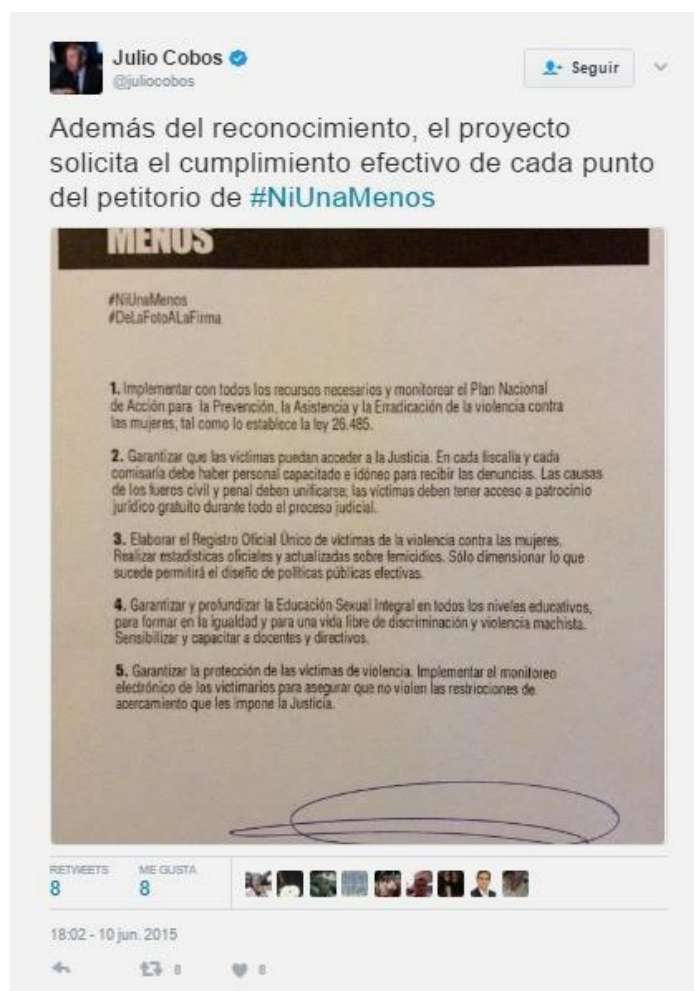 Julio Cobos
@juliocobos
Seguir
Además del reconocimiento, el proyecto
solicita el cumplimiento efectivo de cada punto
del petitorio de #NiUnaMenos
MENOS
#NiUnaMenos
#DeLaFotoALaFirma
1. Implementar con todos los recursos necesarios y monitorear el Plan Nacional
de Acción para la Prevención, la Asistencia y la Erradicación de la violencia contra
las mujeres, tal como lo establece la ley 26.485.
2. Garantizar que las víctimas puedan acceder a la Justicia. En cada fiscalía y cada
comisaría debe haber personal capacitado e idóneo para recibir las denuncias. Las causas
de los fueros civil y penal deben unificarse; las víctimas deben tener acceso a patrocinio
jurídico gratuito durante todo el proceso judicial.
3. Elaborar el Registro Oficial Único de víctimas de la violencia contra las mujeres.
Realizar estadísticas oficiales y actualizadas sobre femicidios. Sólo dimensionar lo que
sucede permitirá el diseño de políticas públicas efectivas.
4. Garantizar y profundizar la Educación Sexual Integral en todos los niveles educativos,
para formar en la igualdad y para una vida libre de discriminación y violencia machista.
Sensibilizar y capacitar a docentes y directivos.
5. Garantizar la protección de las víctimas de violencia. Implementar el monitoreo
electrónico de los victimarios para asegurar que no violen las restricciones de
acercamiento que les impone la Justicia.
RETWEETS ME GUSTA
8 8
18:02 - 10 jun. 2015
8 8